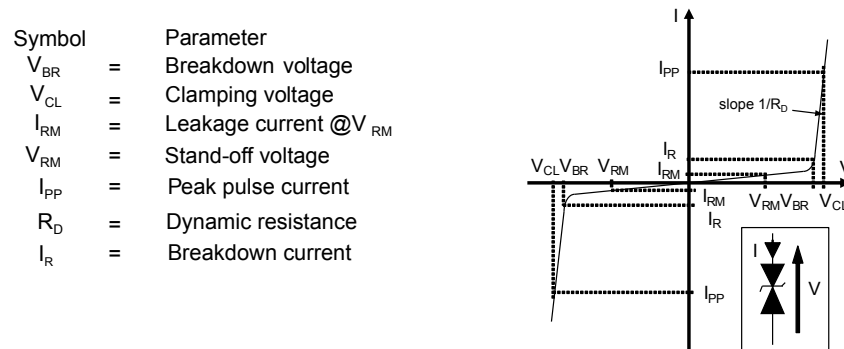 Symbol Parameter
VBR = Breakdown voltage
VCL = Clamping voltage
IRM = Leakage current @VRM
VRM = Stand-off voltage
IPP = Peak pulse current
RD = Dynamic resistance
IR = Breakdown current
I
IPP
slope 1/RD
IR
IRM
VCL VBR VRM
V
IRM
VRM VBR VCL
IR
I
V
IPP